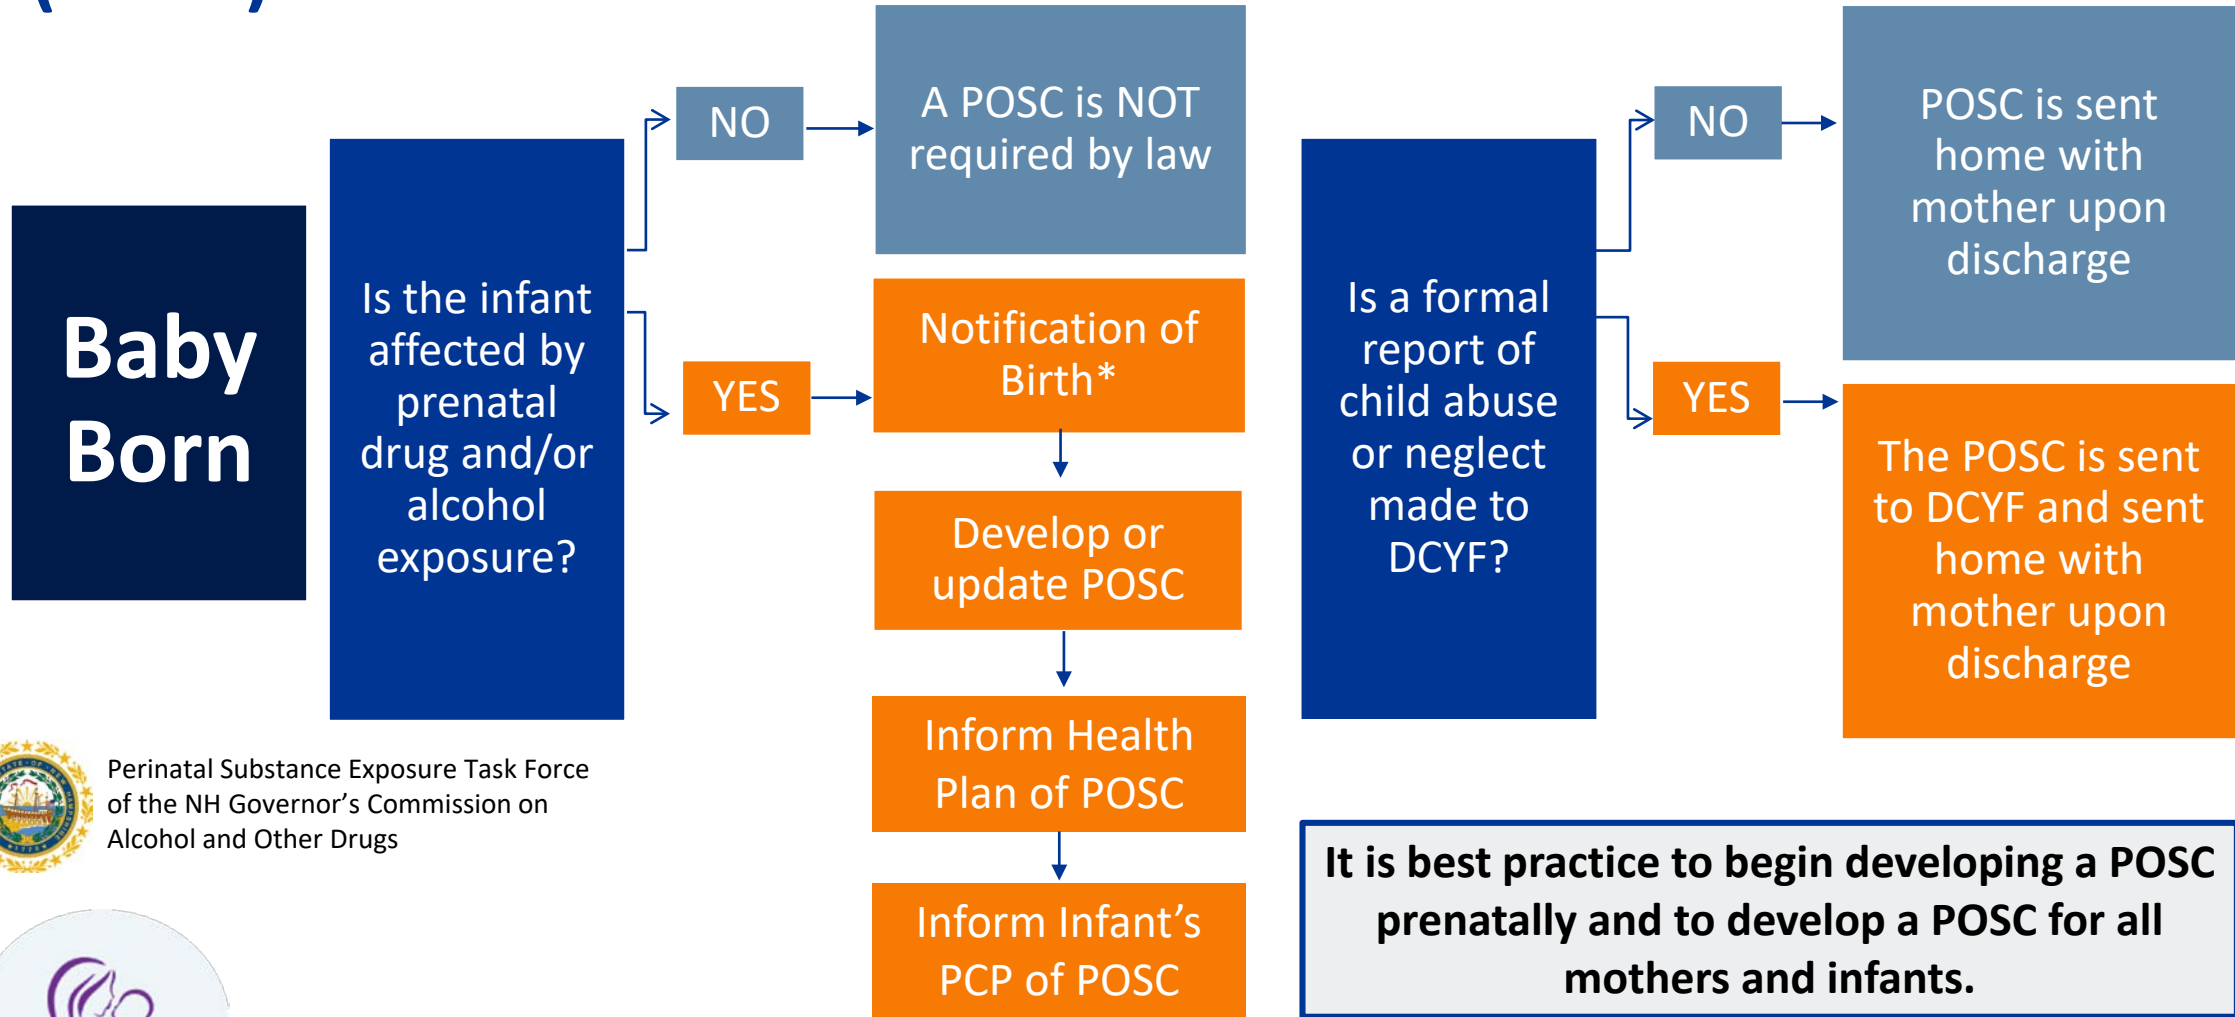 Baby
Born
Is the infant
affected by
prenatal
drug and/or
alcohol
exposure?
NO
A POSC is NOT
required by law
YES
Notification of
Birth*
Develop or
update POSC
Inform Health
Plan of POSC
Inform Infant’s
PCP of POSC
Is a formal
report of
child abuse
or neglect
made to
DCYF?
NO
POSC is sent
home with
mother upon
discharge
YES
The POSC is sent
to DCYF and sent
home with
mother upon
discharge
Perinatal Substance Exposure Task Force
of the NH Governor’s Commission on
Alcohol and Other Drugs
It is best practice to begin developing a POSC
prenatally and to develop a POSC for all
mothers and infants.